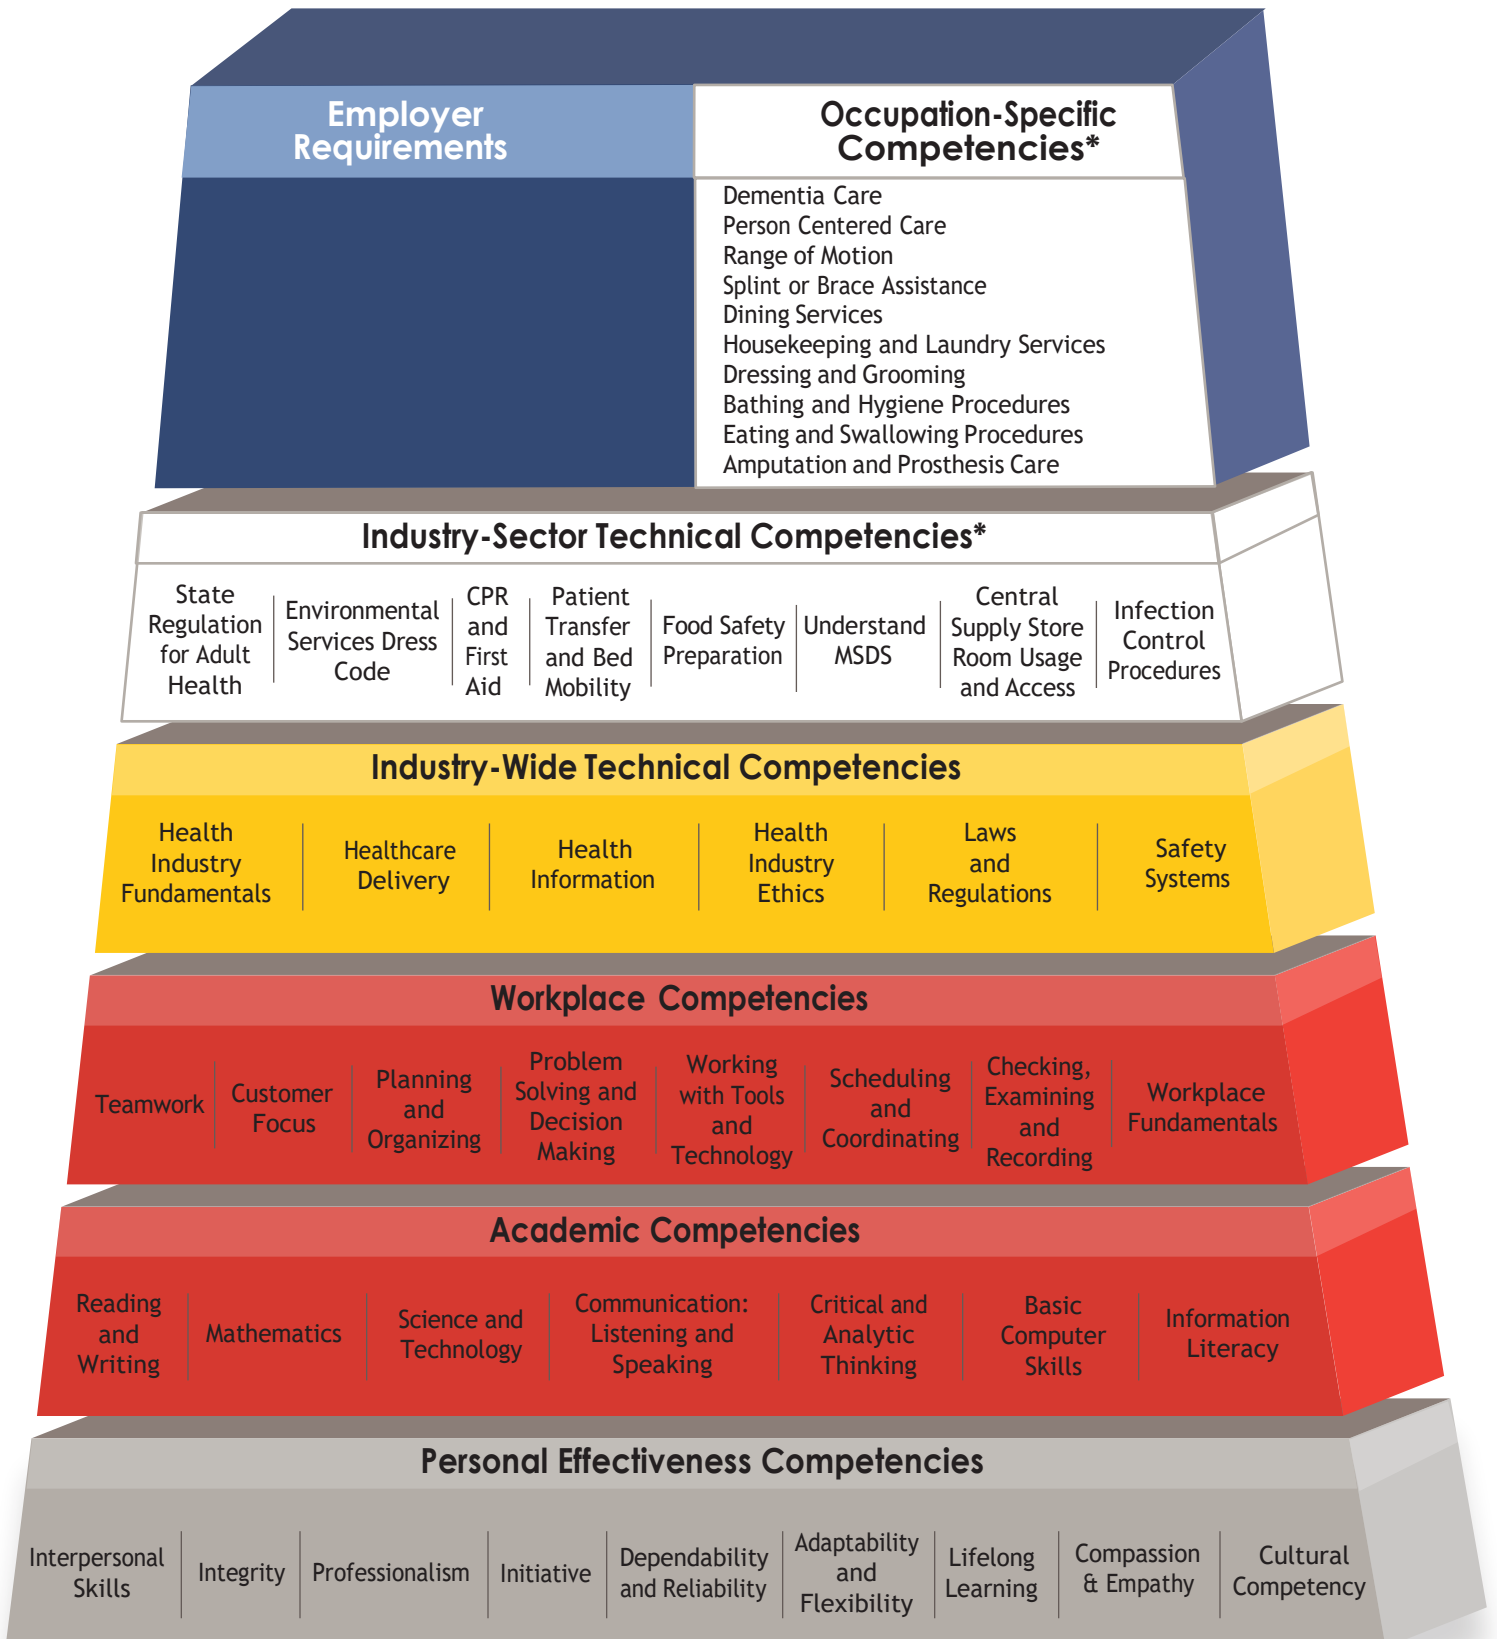 Employer
Requirements
Occupation-Specific
Competencies*
Dementia Care
Person Centered Care
Range of Motion
Splint or Brace Assistance
Dining Services
Housekeeping and Laundry Services
Dressing and Grooming
Bathing and Hygiene Procedures
Eating and Swallowing Procedures
Amputation and Prosthesis Care
Industry-Sector Technical Competencies*
State
Regulation
for Adult
Health
Environmental
Services Dress
Code
CPR
and
First
Aid
Patient
Transfer
and Bed
Mobility
Food Safety
Preparation
Understand
MSDS
Central
Supply Store
Room Usage
and Access
Infection
Control
Procedures
Industry-Wide Technical Competencies
Health
Industry
Fundamentals
Healthcare
Delivery
Health
Information
Health
Industry
Ethics
Laws
and
Regulations
Safety
Systems
Workplace Competencies
Teamwork
Customer
Focus
Planning
and
Organizing
Problem
Solving and
Decision
Making
Working
with Tools
and
Technology
Scheduling
and
Coordinating
Checking,
Examining
and
Recording
Workplace
Fundamentals
Academic Competencies
Reading
and
Writing
Mathematics
Science and
Technology
Communication:
Listening and
Speaking
Critical and
Analytic
Thinking
Basic
Computer
Skills
Information
Literacy
Personal Effectiveness Competencies
Interpersonal
Skills
Integrity
Professionalism
Initiative
Dependability
and Reliability
Adaptability
and
Flexibility
Lifelong
Learning
Compassion
& Empathy
Cultural
Competency